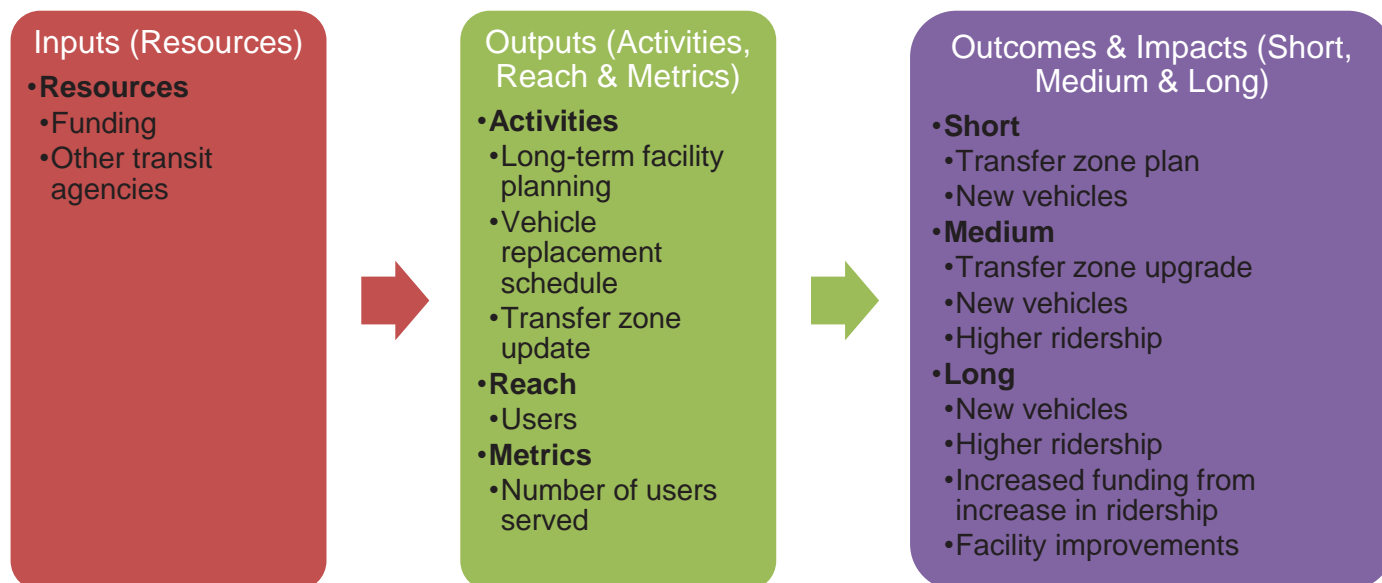 Inputs (Resources)
•Resources
•Funding
•Other transit
agencies
Outputs (Activities,
Reach & Metrics)
•Activities
•Long-term facility
planning
•Vehicle
replacement
schedule
•Transfer zone
update
•Reach
•Users
•Metrics
•Number of users
served
Outcomes & Impacts (Short,
Medium & Long)
•Short
•Transfer zone plan
•New vehicles
•Medium
•Transfer zone upgrade
•New vehicles
•Higher ridership
•Long
•New vehicles
•Higher ridership
•Increased funding from
increase in ridership
•Facility improvements